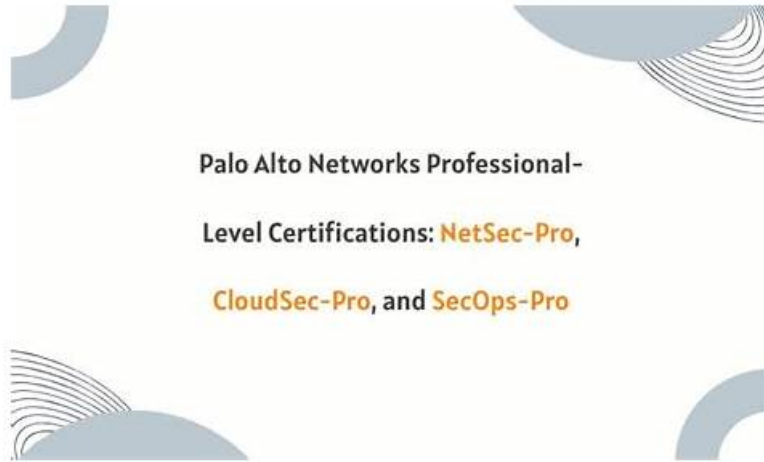 Palo Alto Networks Professional-
Level Certifications: NetSec-Pro,
CloudSec-Pro, and SecOps-Pro